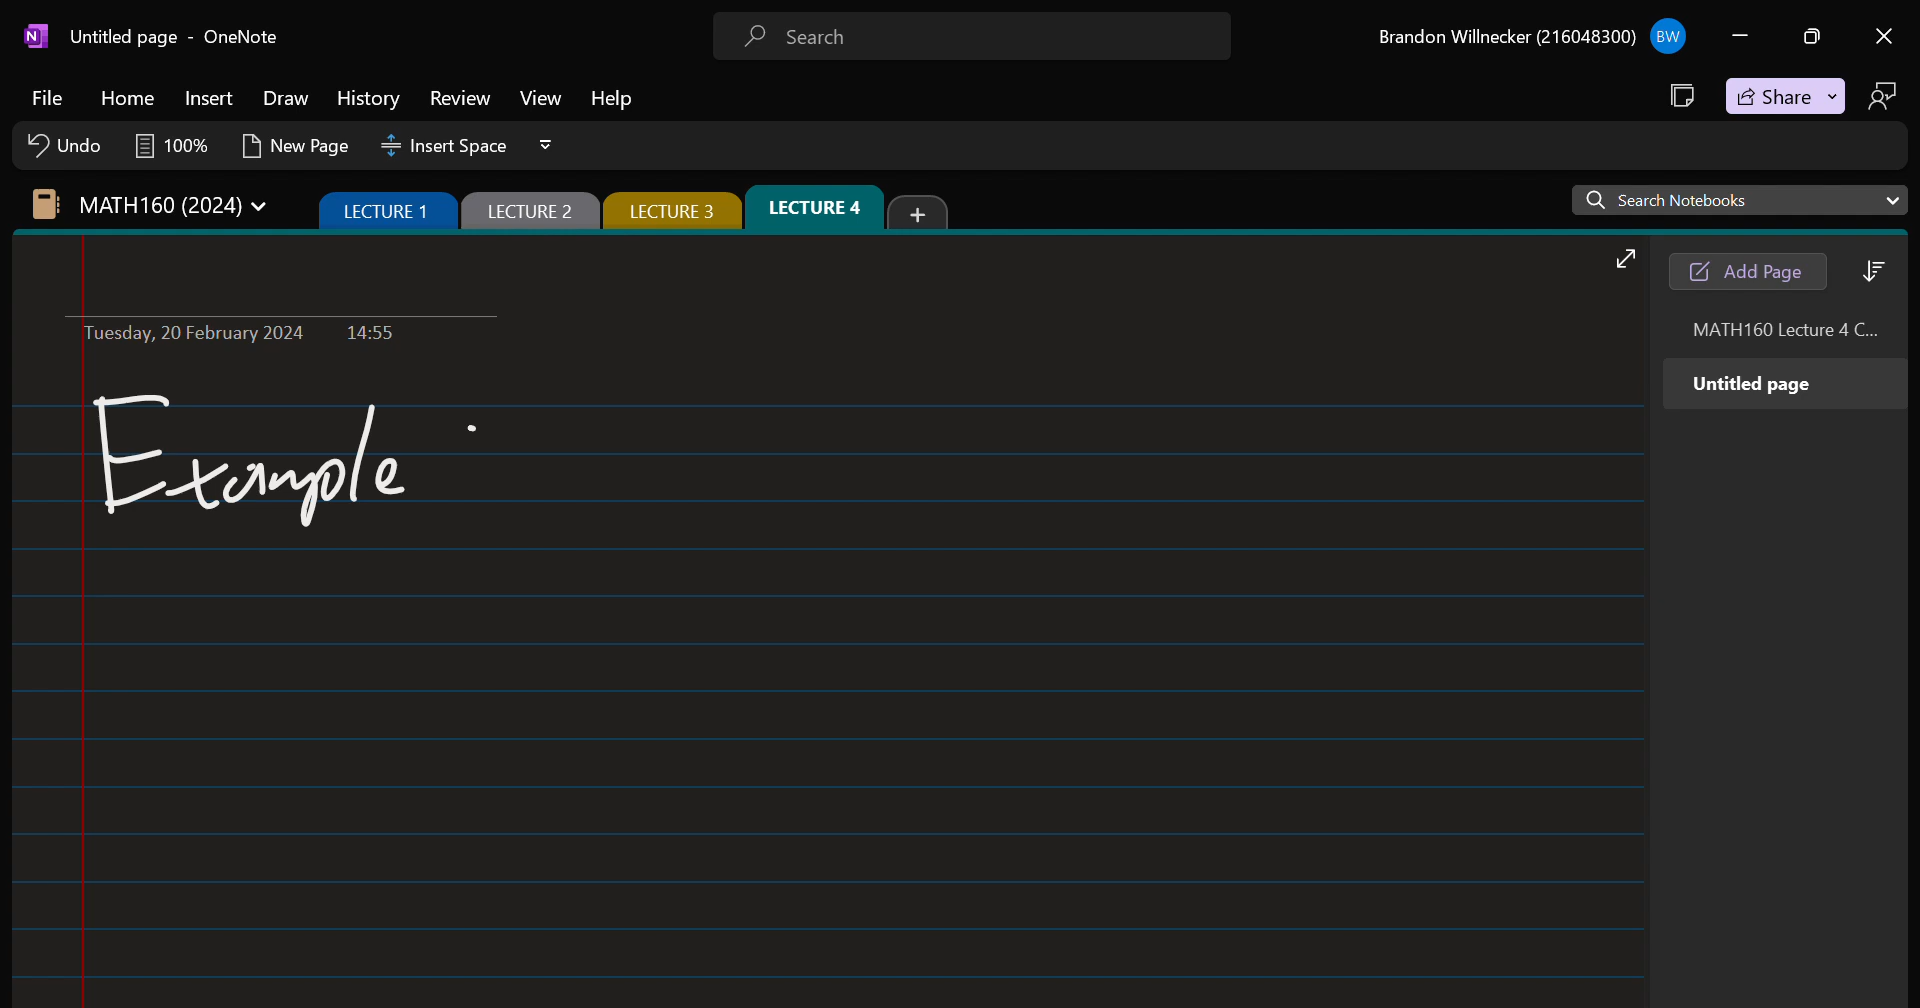 Untitled page - OneNote
Search
Brandon Willnecker (216048300) BW
File Home Insert Draw History Review View Help
Share
Undo 100% New Page Insert Space
MATH160 (2024) LECTURE 1 LECTURE 2 LECTURE 3 LECTURE 4 +
Search Notebooks
Add Page
Tuesday, 20 February 2024 14:55
MATH160 Lecture 4 C...
Untitled page
Example